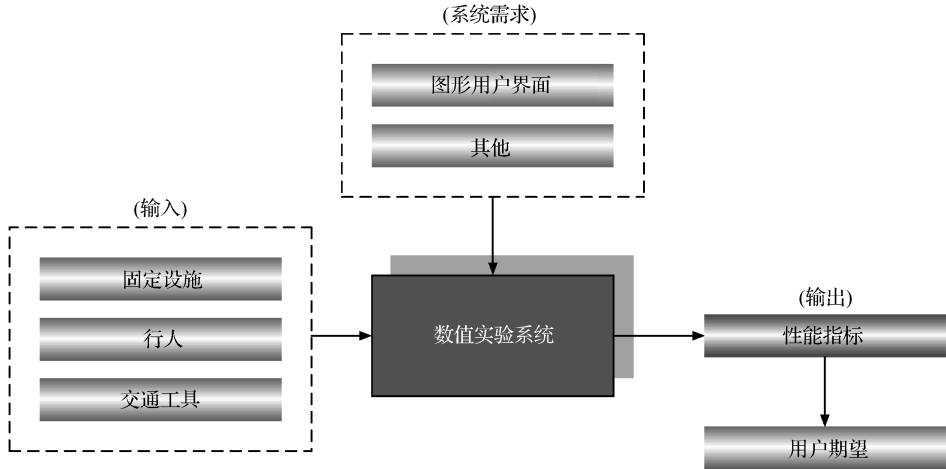 (系统需求)
图形用户界面
其他
(输入)
固定设施
行人
交通工具
数值实验系统
(输出)
性能指标
用户期望